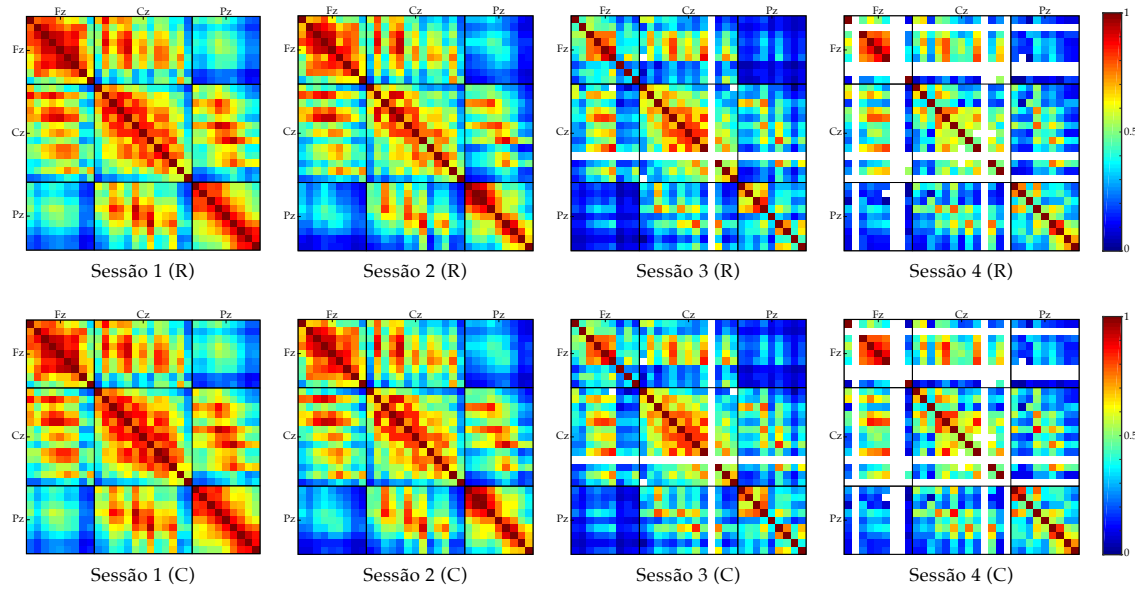 Fz Cz Pz Fz Cz Pz Fz Cz Pz Fz Cz Pz
1
Fz Fz Fz Fz
0.5
Cz Cz Cz Cz
Pz Pz Pz Pz
0
Sessão 1 (R) Sessão 2 (R) Sessão 3 (R) Sessão 4 (R)
Fz Cz Pz Fz Cz Pz Fz Cz Pz Fz Cz Pz
1
Fz Fz Fz Fz
0.5
Cz Cz Cz Cz
Pz Pz Pz Pz
0
Sessão 1 (C) Sessão 2 (C) Sessão 3 (C) Sessão 4 (C)